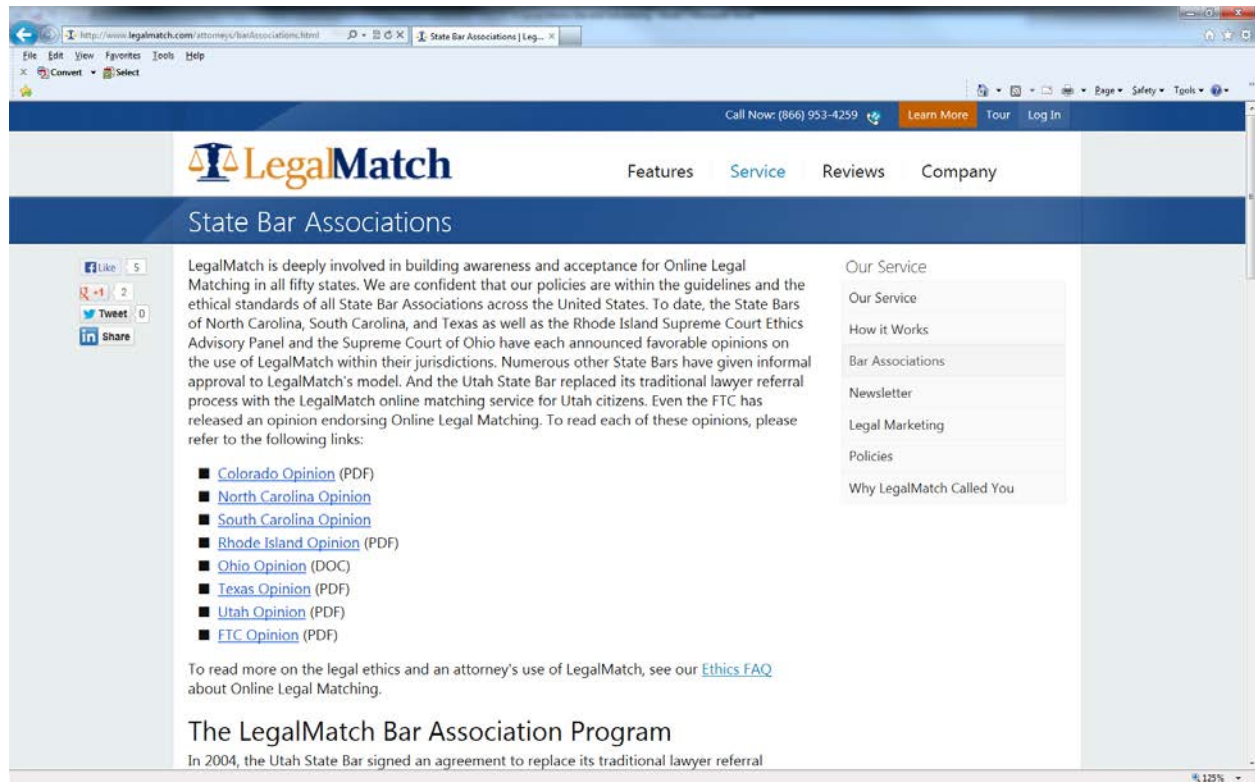 http://www.legalmatch.com/attorneys/barAssociations.html
State Bar Associations | Leg...
File Edit View Favorites Tools Help
Convert Select
Page Safety Tools
Call Now: (866) 953-4259 Learn More Tour Log In
LegalMatch
Features Service Reviews Company
State Bar Associations
Like 5
+1 2
Tweet 0
Share
LegalMatch is deeply involved in building awareness and acceptance for Online Legal
Matching in all fifty states. We are confident that our policies are within the guidelines and the
ethical standards of all State Bar Associations across the United States. To date, the State Bars
of North Carolina, South Carolina, and Texas as well as the Rhode Island Supreme Court Ethics
Advisory Panel and the Supreme Court of Ohio have each announced favorable opinions on
the use of LegalMatch within their jurisdictions. Numerous other State Bars have given informal
approval to LegalMatch's model. And the Utah State Bar replaced its traditional lawyer referral
process with the LegalMatch online matching service for Utah citizens. Even the FTC has
released an opinion endorsing Online Legal Matching. To read each of these opinions, please
refer to the following links:
Colorado Opinion (PDF)
North Carolina Opinion
South Carolina Opinion
Rhode Island Opinion (PDF)
Ohio Opinion (DOC)
Texas Opinion (PDF)
Utah Opinion (PDF)
FTC Opinion (PDF)
To read more on the legal ethics and an attorney's use of LegalMatch, see our Ethics FAQ
about Online Legal Matching.
The LegalMatch Bar Association Program
In 2004, the Utah State Bar signed an agreement to replace its traditional lawyer referral
Our Service
Our Service
How it Works
Bar Associations
Newsletter
Legal Marketing
Policies
Why LegalMatch Called You
125%